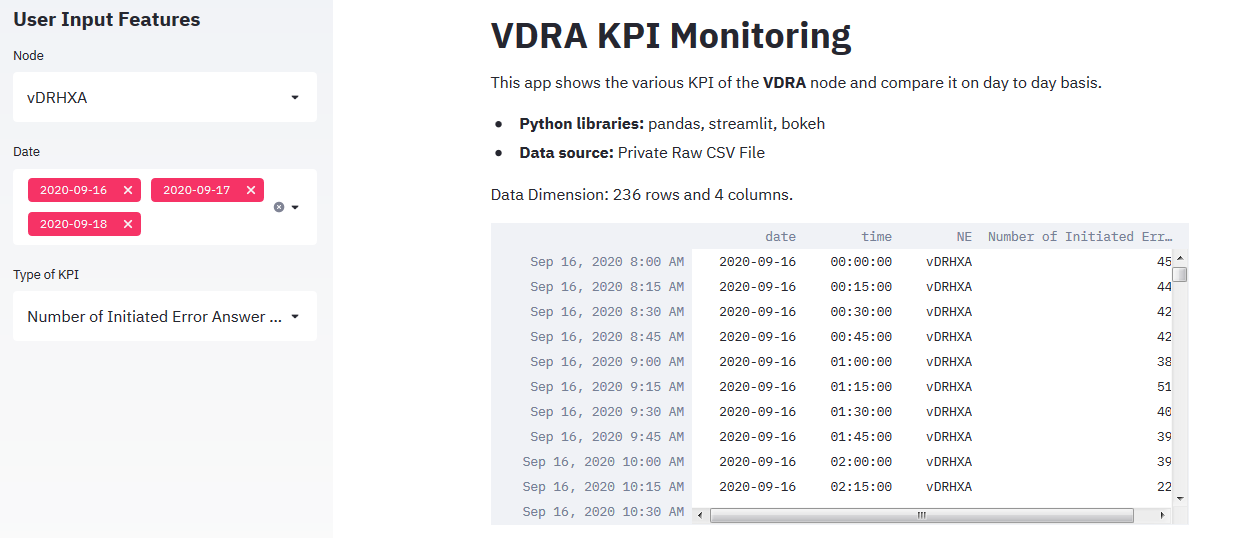 User Input Features
Node
vDRHXA
Date
2020-09-16 ✕ 2020-09-17 ✕
2020-09-18 ✕
Type of KPI
Number of Initiated Error Answer ...
VDRA KPI Monitoring
This app shows the various KPI of the VDRA node and compare it on day to day basis.
• Python libraries: pandas, streamlit, bokeh
• Data source: Private Raw CSV File
Data Dimension: 236 rows and 4 columns.
date time NE Number of Initiated Err…
Sep 16, 2020 8:00 AM 2020-09-16 00:00:00 vDRHXA 45
Sep 16, 2020 8:15 AM 2020-09-16 00:15:00 vDRHXA 44
Sep 16, 2020 8:30 AM 2020-09-16 00:30:00 vDRHXA 42
Sep 16, 2020 8:45 AM 2020-09-16 00:45:00 vDRHXA 42
Sep 16, 2020 9:00 AM 2020-09-16 01:00:00 vDRHXA 38
Sep 16, 2020 9:15 AM 2020-09-16 01:15:00 vDRHXA 51
Sep 16, 2020 9:30 AM 2020-09-16 01:30:00 vDRHXA 40
Sep 16, 2020 9:45 AM 2020-09-16 01:45:00 vDRHXA 39
Sep 16, 2020 10:00 AM 2020-09-16 02:00:00 vDRHXA 39
Sep 16, 2020 10:15 AM 2020-09-16 02:15:00 vDRHXA 22
Sep 16, 2020 10:30 AM